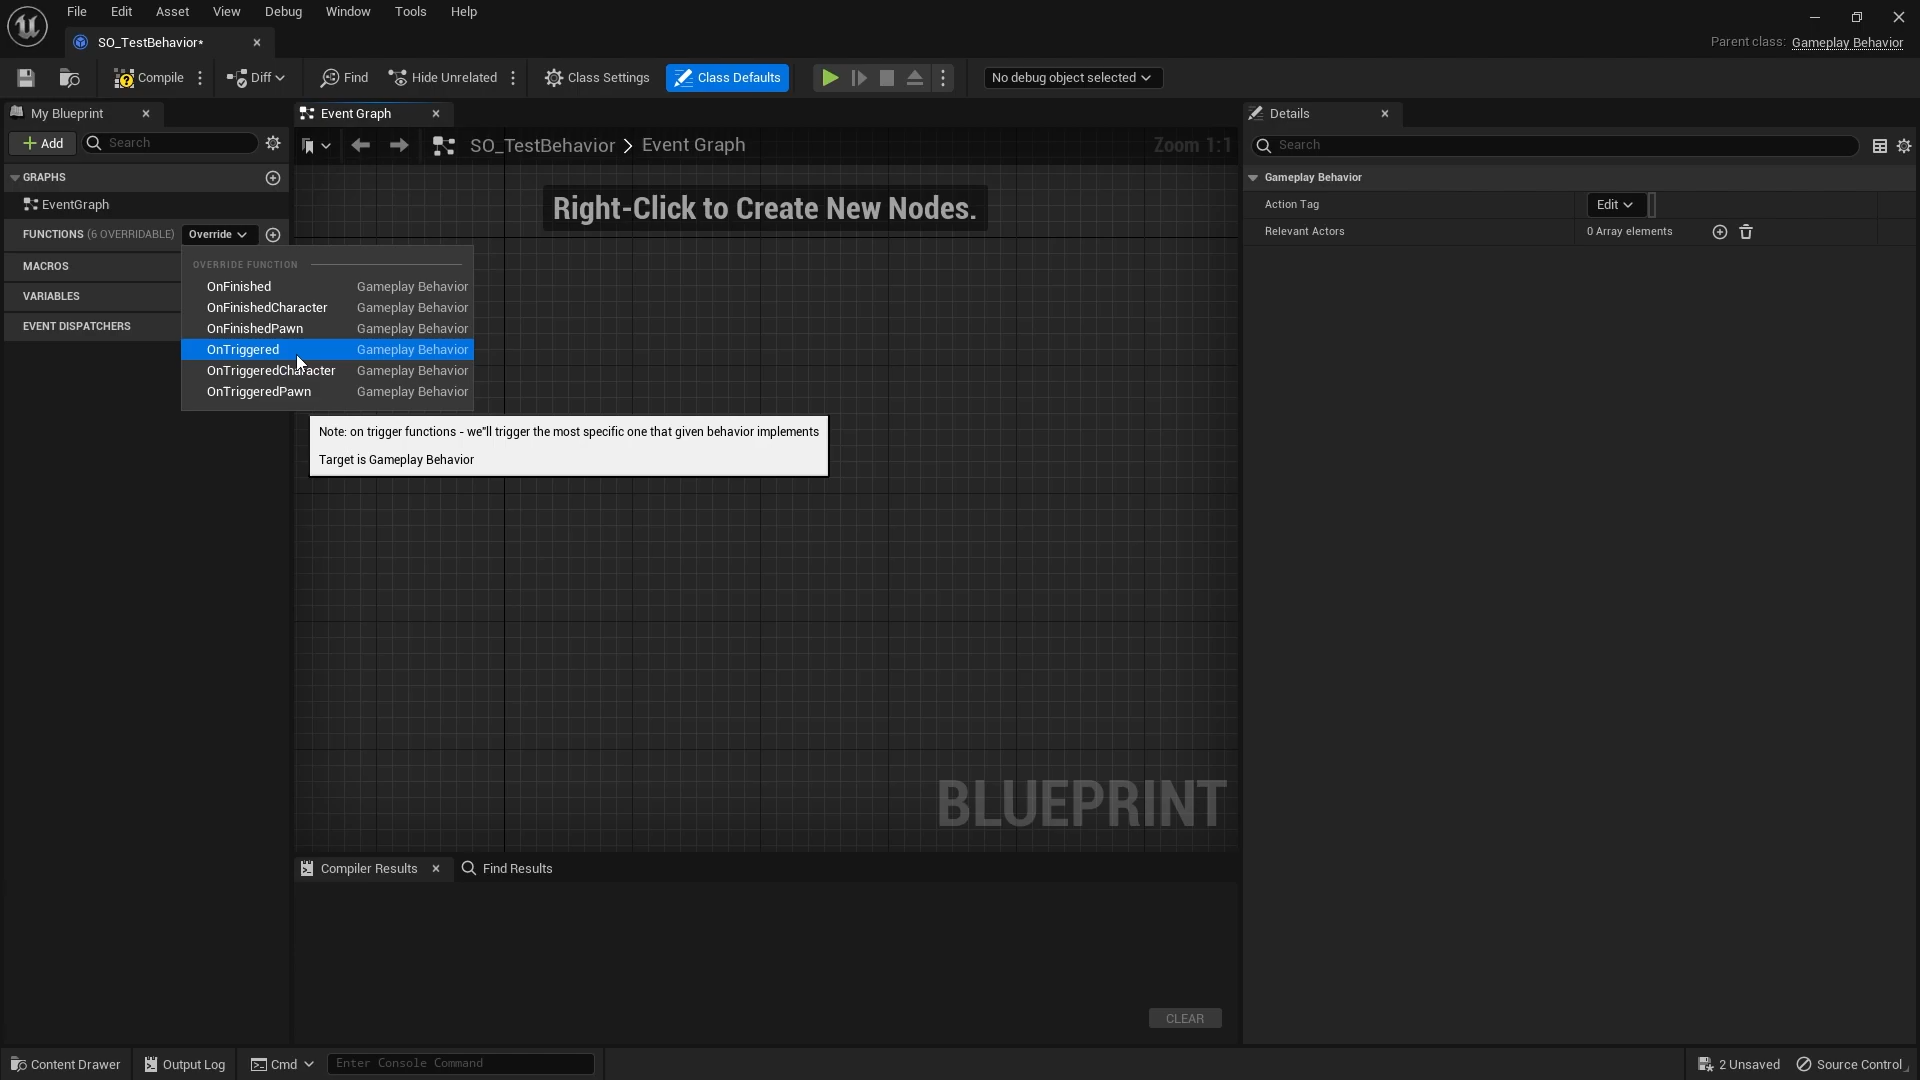 File Edit Asset View Debug Window Tools Help
SO_TestBehavior*
Parent class: Gameplay Behavior
Compile Diff Find Hide Unrelated Class Settings Class Defaults No debug object selected
My Blueprint
Event Graph
Details
Add Search
SO_TestBehavior > Event Graph
Zoom 1:1
Search
GRAPHS
Gameplay Behavior
EventGraph
Right-Click to Create New Nodes.
Action Tag Edit
FUNCTIONS (6 OVERRIDABLE) Override
Relevant Actors 0 Array elements
MACROS
VARIABLES
EVENT DISPATCHERS
OVERRIDE FUNCTION
OnFinished Gameplay Behavior
OnFinishedCharacter Gameplay Behavior
OnFinishedPawn Gameplay Behavior
OnTriggered Gameplay Behavior
OnTriggeredCharacter Gameplay Behavior
OnTriggeredPawn Gameplay Behavior
Note: on trigger functions - we"ll trigger the most specific one that given behavior implements
Target is Gameplay Behavior
BLUEPRINT
Compiler Results Find Results
CLEAR
Content Drawer Output Log Cmd Enter Console Command 2 Unsaved Source Control